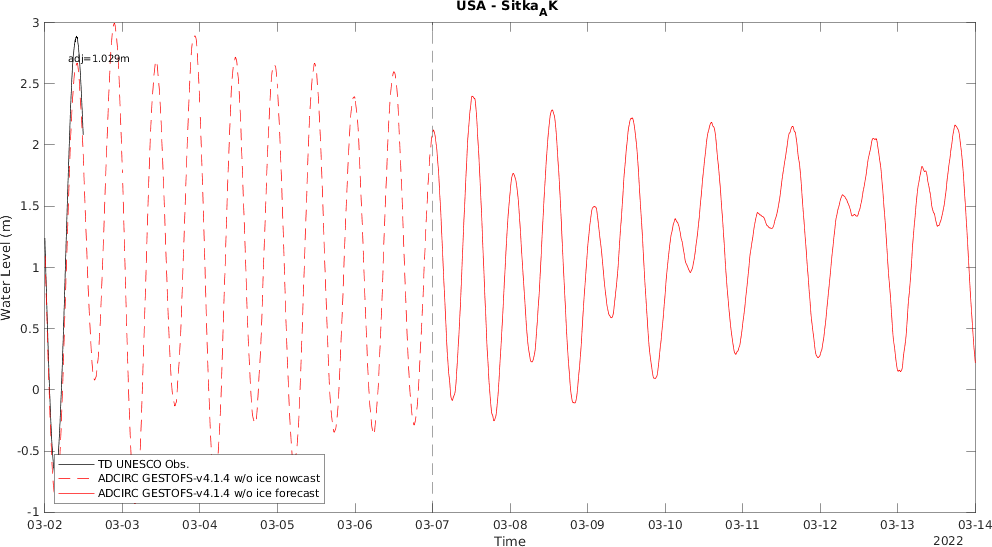 USA - Sitka_AK
adj=1.029m
Water Level (m)
3
2.5
2
1.5
1
0.5
0
-0.5
-1
TD UNESCO Obs.
ADCIRC GESTOFS-v4.1.4 w/o ice nowcast
ADCIRC GESTOFS-v4.1.4 w/o ice forecast
03-02 03-03 03-04 03-05 03-06 03-07 03-08 03-09 03-10 03-11 03-12 03-13 03-14
Time
2022